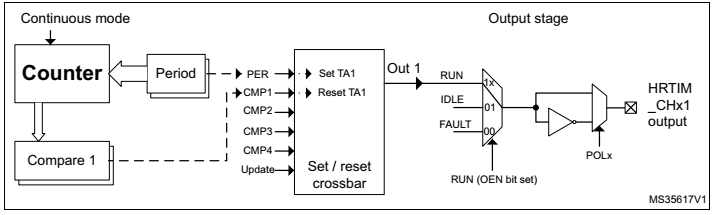 Continuous mode
Output stage
Counter
Period
PER
Set TA1
Out 1
RUN
1x
HRTIM
_CHx1
output
CMP1
Reset TA1
IDLE
01
CMP2
CMP3
FAULT
00
CMP4
Compare 1
Update
Set / reset
crossbar
POLx
RUN (OEN bit set)
MS35617V1